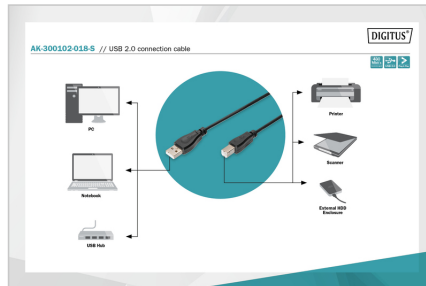 DIGITUS®
AK-300102-018-S // USB 2.0 connection cable
PC
Notebook
USB Hub
Printer
Scanner
External HDD
Enclosure